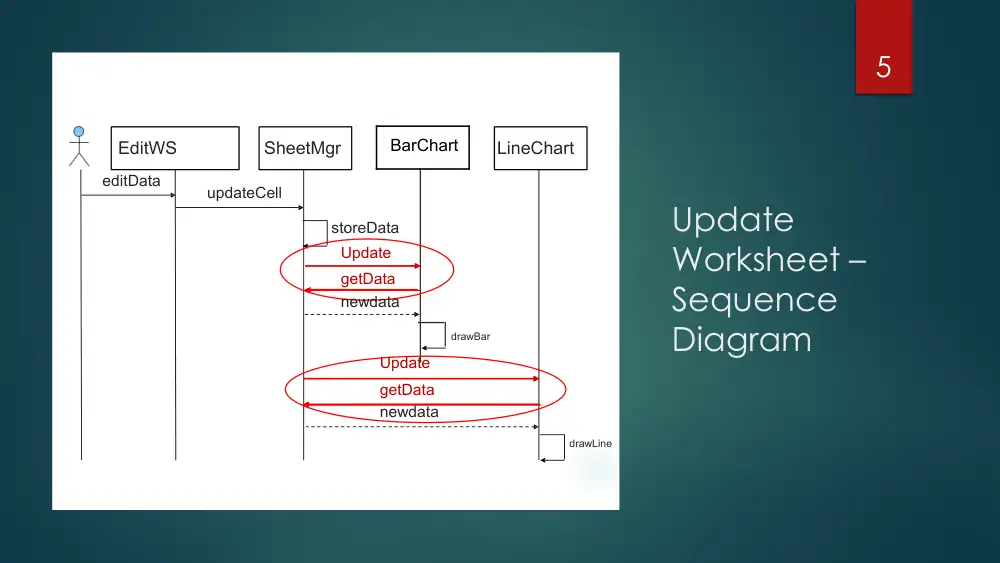 5
EditWS
SheetMgr
BarChart
LineChart
editData
updateCell
storeData
Update
getData
newdata
drawBar
Update
getData
newdata
drawLine
Update
Worksheet –
Sequence
Diagram